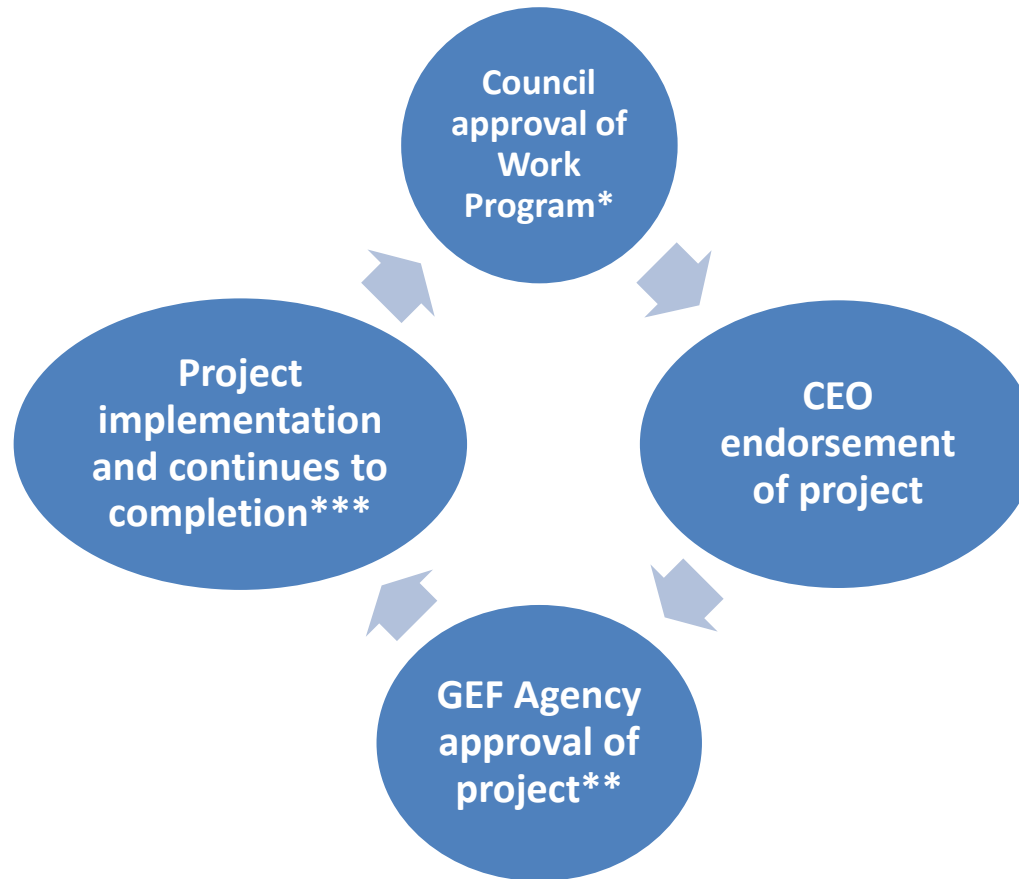 Council
approval of
Work
Program*
CEO
endorsement
of project
GEF Agency
approval of
project**
Project
implementation
and continues to
completion***